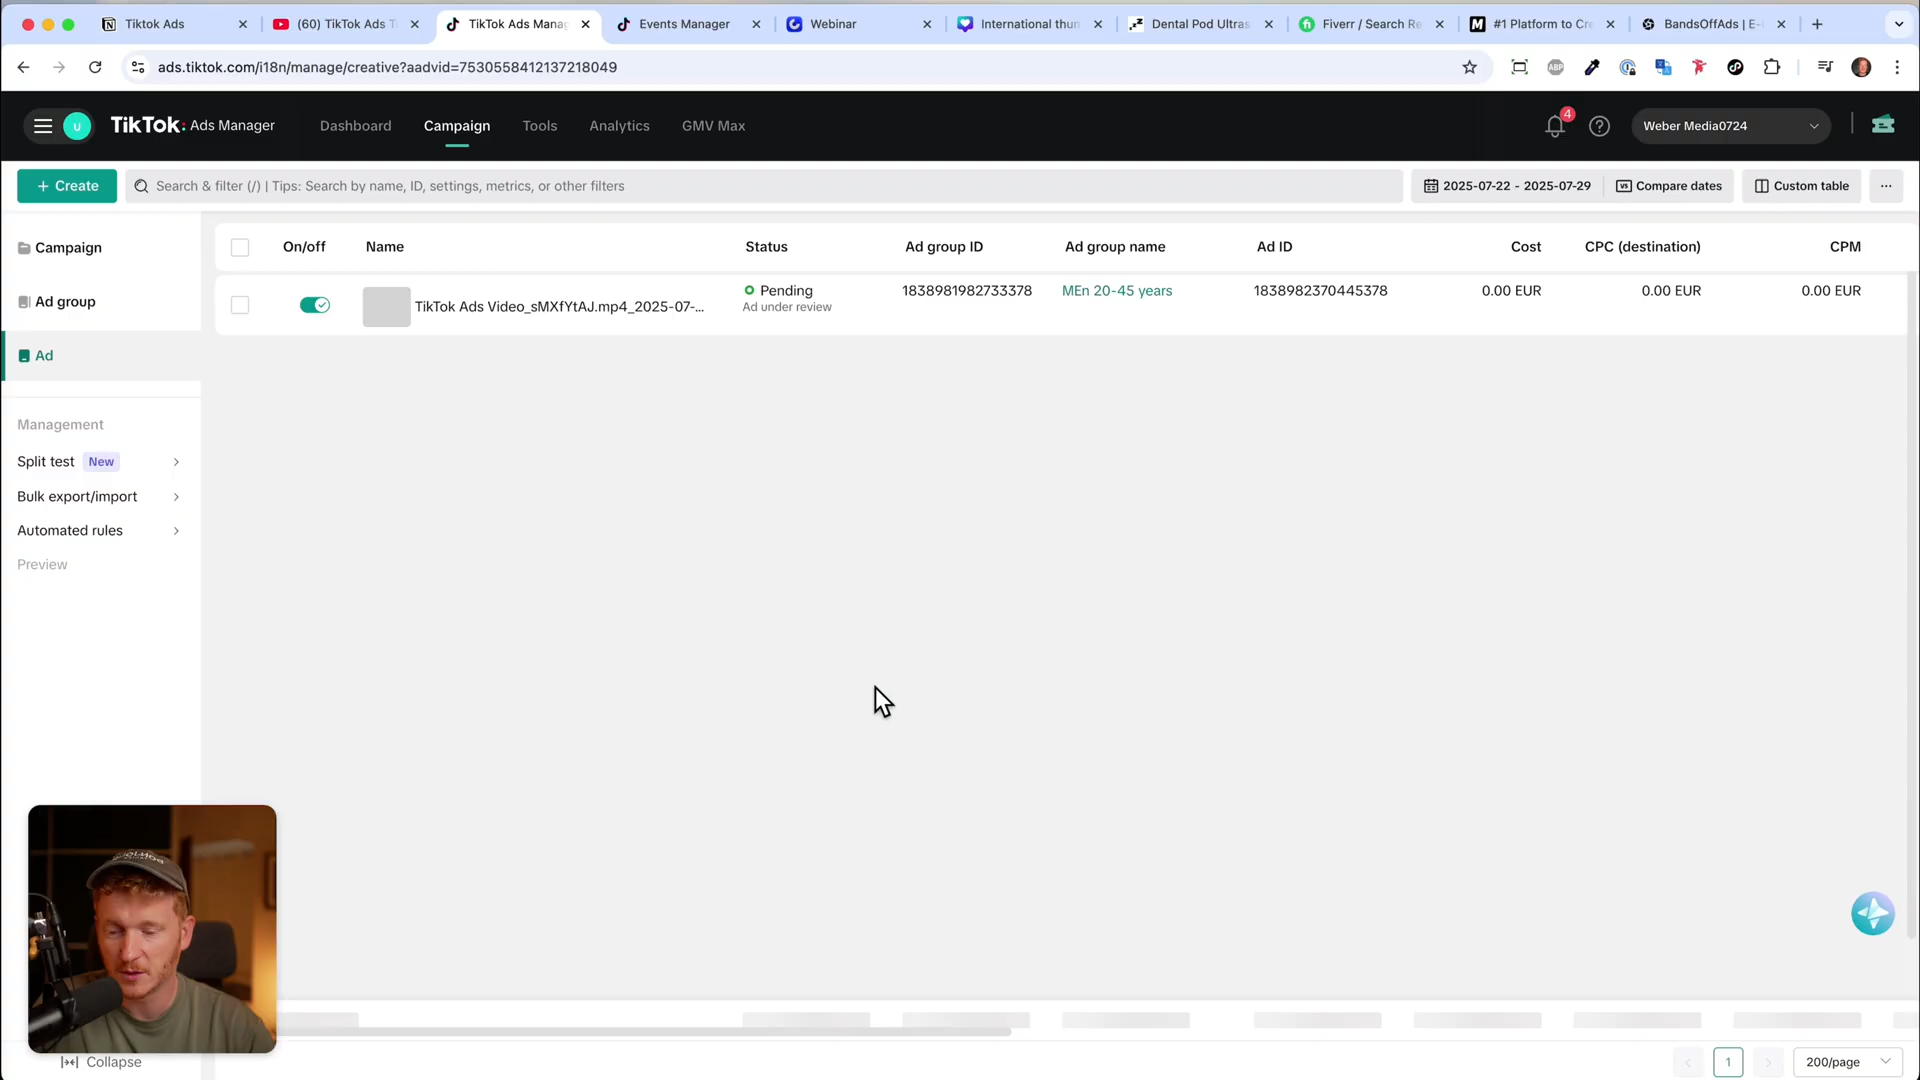 Tiktok Ads
(60) TikTok Ads T
TikTok Ads Mana
Events Manager
Webinar
International thu
Dental Pod Ultras
Fiverr / Search Re
#1 Platform to Cre
BandsOffAds | E-
ads.tiktok.com/i18n/manage/creative?aadvid=7530558412137218049
ABP
U
TikTok: Ads Manager
Dashboard
Campaign
Tools
Analytics
GMV Max
4
Weber Media0724
+ Create
Search & filter (/) | Tips: Search by name, ID, settings, metrics, or other filters
2025-07-22 - 2025-07-29
VS Compare dates
Custom table
...
Campaign
Ad group
Ad
Management
Split test New
Bulk export/import
Automated rules
Preview
On/off
Name
Status
Ad group ID
Ad group name
Ad ID
Cost
CPC (destination)
CPM
TikTok Ads Video_sMXfYtAJ.mp4_2025-07-...
Pending
Ad under review
1838981982733378
MEn 20-45 years
1838982370445378
0.00 EUR
0.00 EUR
0.00 EUR
Collapse
1
200/page